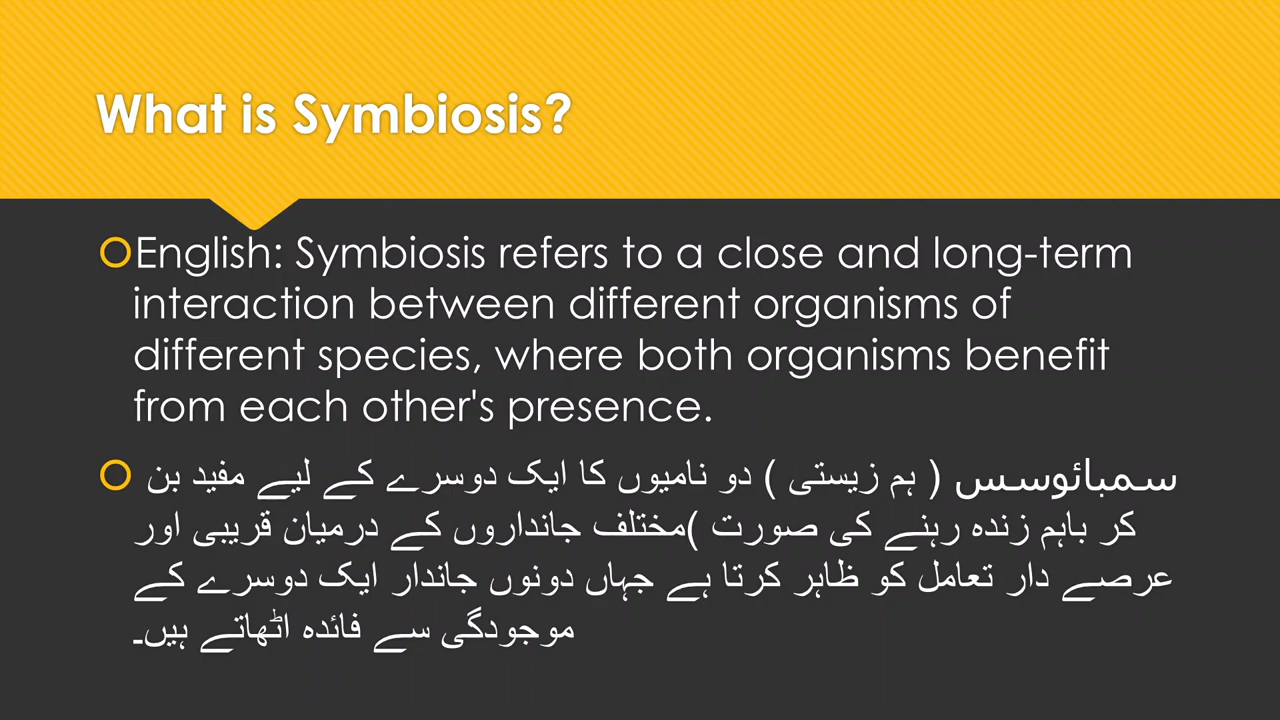 What is Symbiosis?
English: Symbiosis refers to a close and long-term
interaction between different organisms of
different species, where both organisms benefit
from each other's presence.
سمبائوسس ( ہم زیستی ) دو نامیوں کا ایک دوسرے کے لیے مفید بن
کر باہم زندہ رہنے کی صورت )مختلف جانداروں کے درمیان قریبی اور
عرصے دار تعامل کو ظاہر کرتا ہے جہاں دونوں جاندار ایک دوسرے کے
موجودگی سے فائدہ اٹھاتے ہیں۔